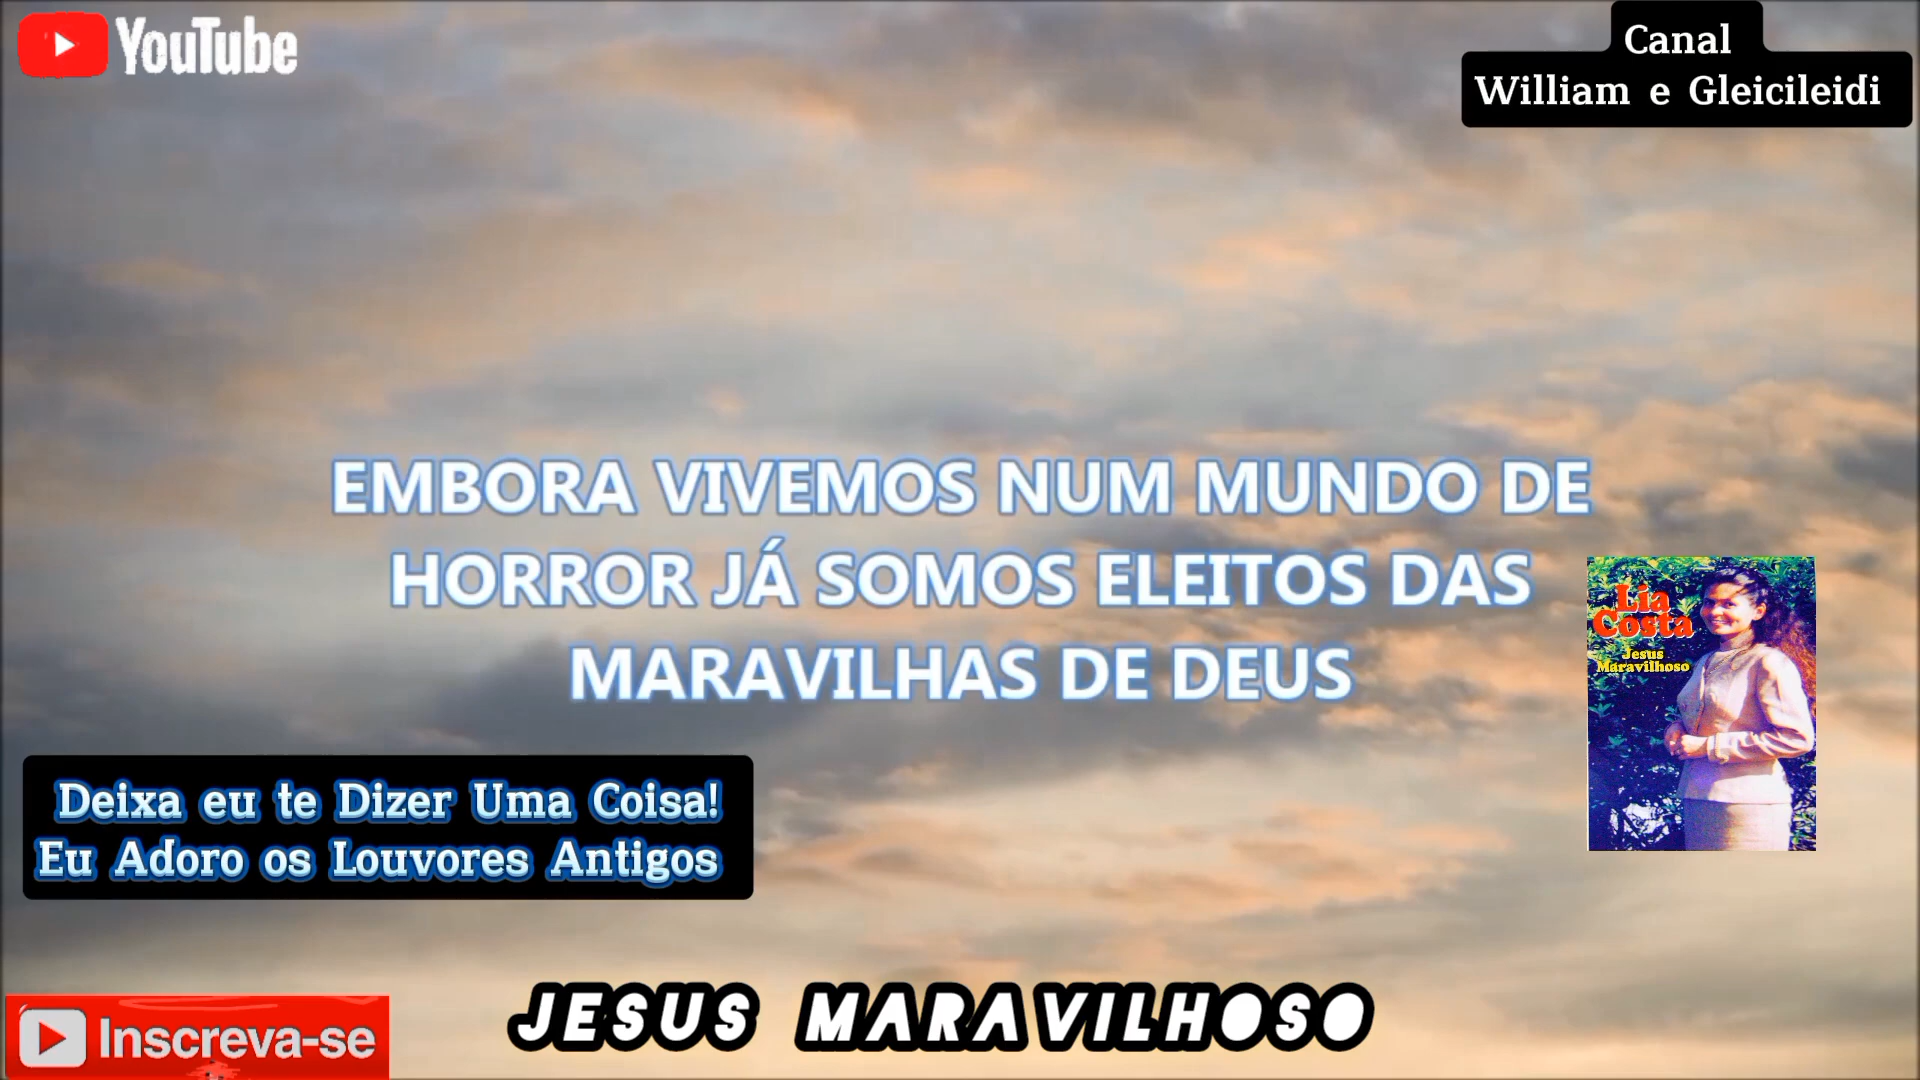 YouTube
Canal
William e Gleicileidi
EMBORA VIVEMOS NUM MUNDO DE
HORROR JÁ SOMOS ELEITOS DAS
MARAVILHAS DE DEUS
Lia
Costa
Jesus
Maravilhoso
Deixa eu te Dizer Uma Coisa!
Eu Adoro os Louvores Antigos
JESUS MARAVILHOSO
Inscreva-se